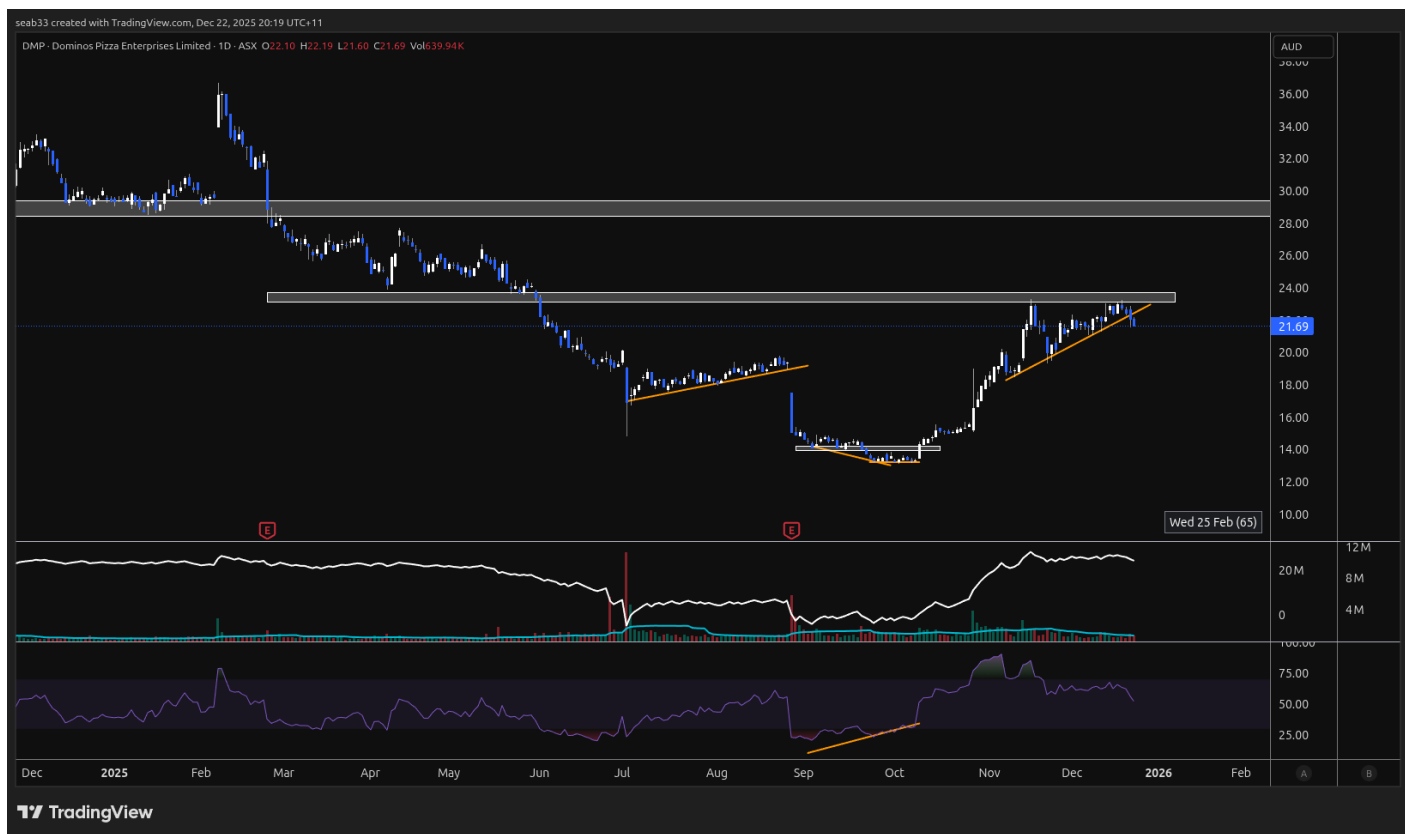 seab33 created with TradingView.com, Dec 22, 2025 20:19 UTC+11
DMP · Dominos Pizza Enterprises Limited · 1D · ASX O22.10 H22.19 L21.60 C21.69 Vol639.94K
AUD
38.00
36.00
34.00
32.00
30.00
28.00
26.00
24.00
22.00
21.69
20.00
18.00
16.00
14.00
12.00
10.00
E
E
Wed 25 Feb (65)
12M
20M
8M
4M
0
100.00
75.00
50.00
25.00
Dec 2025 Feb Mar Apr May Jun Jul Aug Sep Oct Nov Dec 2026 Feb A B
TradingView